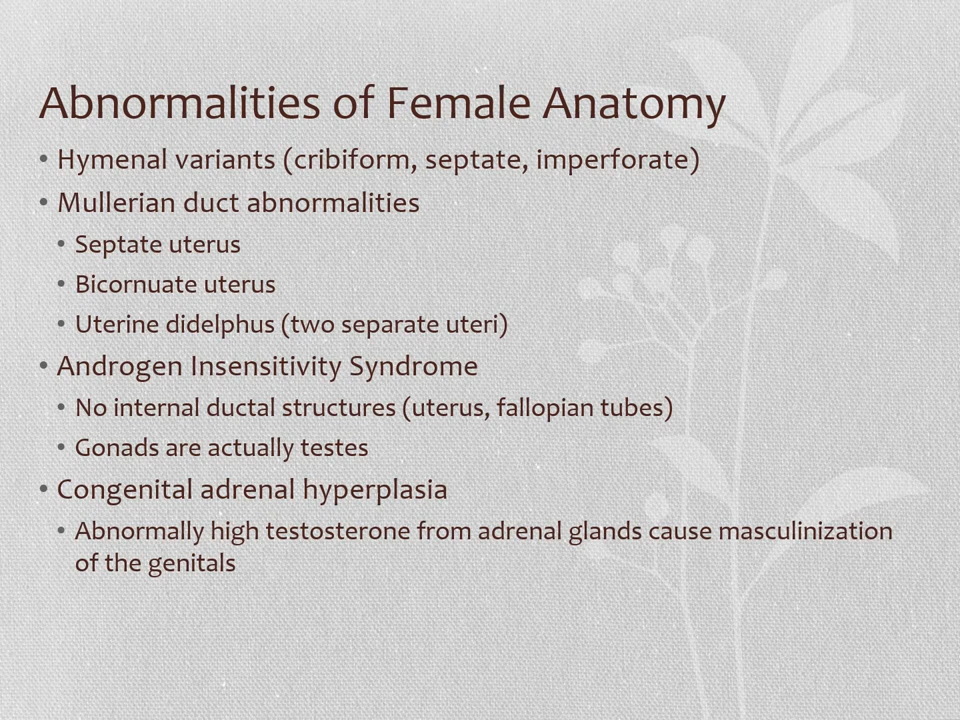 Abnormalities of Female Anatomy
• Hymenal variants (cribiform, septate, imperforate)
• Mullerian duct abnormalities
• Septate uterus
• Bicornuate uterus
• Uterine didelphus (two separate uteri)
• Androgen Insensitivity Syndrome
• No internal ductal structures (uterus, fallopian tubes)
• Gonads are actually testes
• Congenital adrenal hyperplasia
• Abnormally high testosterone from adrenal glands cause masculinization
of the genitals